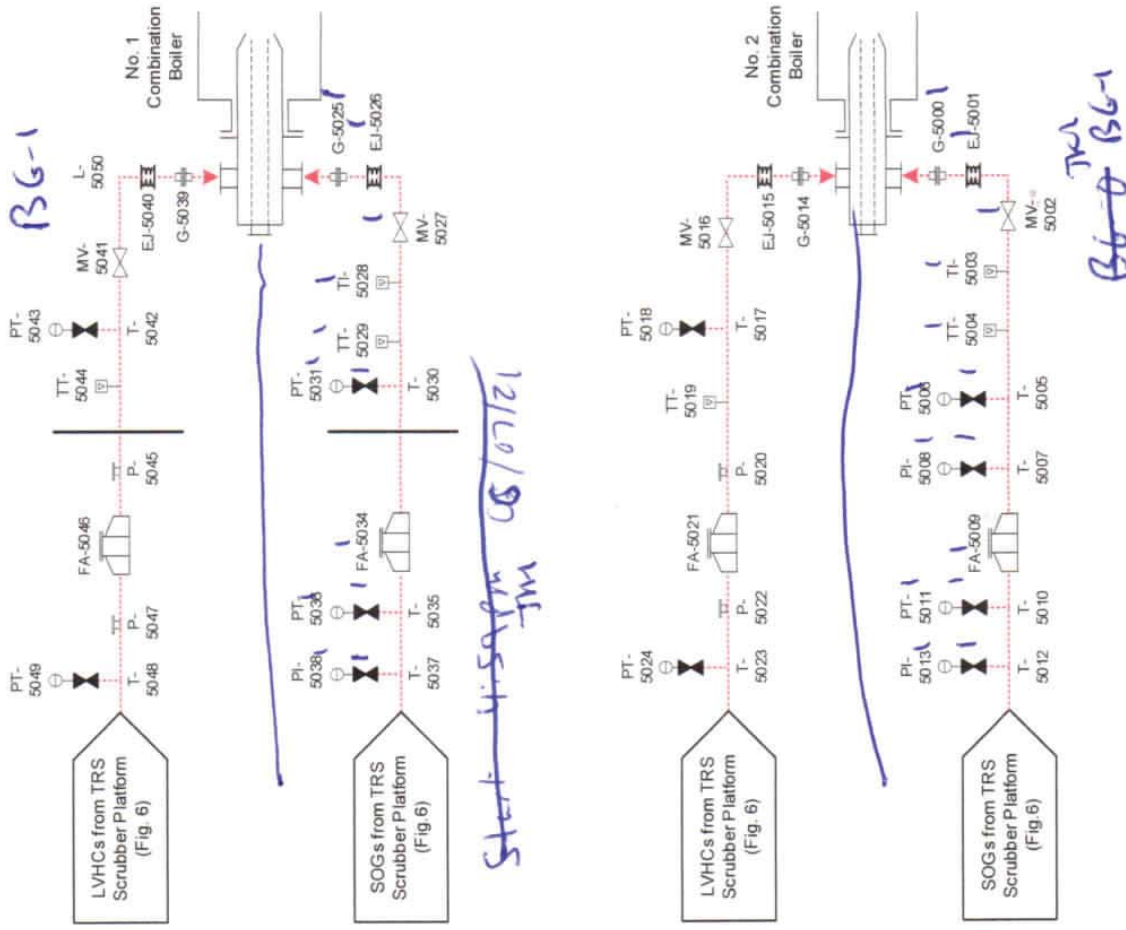 BG-1
No. 1
Combination
Boiler
L-
5050
EJ-5040
G-5039
MV-
5041
PT-
5043
T-
5042
TT-
5044
P-
5045
FA-5046
P-
5047
PT-
5049
T-
5048
LVHCs from TRS
Scrubber Platform
(Fig. 6)
G-5025
EJ-5026
MV-
5027
TI-
5028
TT-
5029
PT-
5031
T-
5030
FA-5034
PT-
5036
T-
5035
PI-
5038
T-
5037
SOGs from TRS
Scrubber Platform
(Fig.6)
Start 4:50pm 08/07/12
JM
No. 2
Combination
Boiler
MV-
5016
EJ-5015
G-5014
PT-
5018
T-
5017
TT-
5019
P-
5020
FA-5021
P-
5022
PT-
5024
T-
5023
LVHCs from TRS
Scrubber Platform
(Fig. 6)
G-5000
EJ-5001
MV-
5002
TI-
5003
TT-
5004
PT-
5006
T-
5005
PI-
5008
T-
5007
FA-5009
PT-
5011
T-
5010
PI-
5013
T-
5012
SOGs from TRS
Scrubber Platform
(Fig. 6)
BG-1